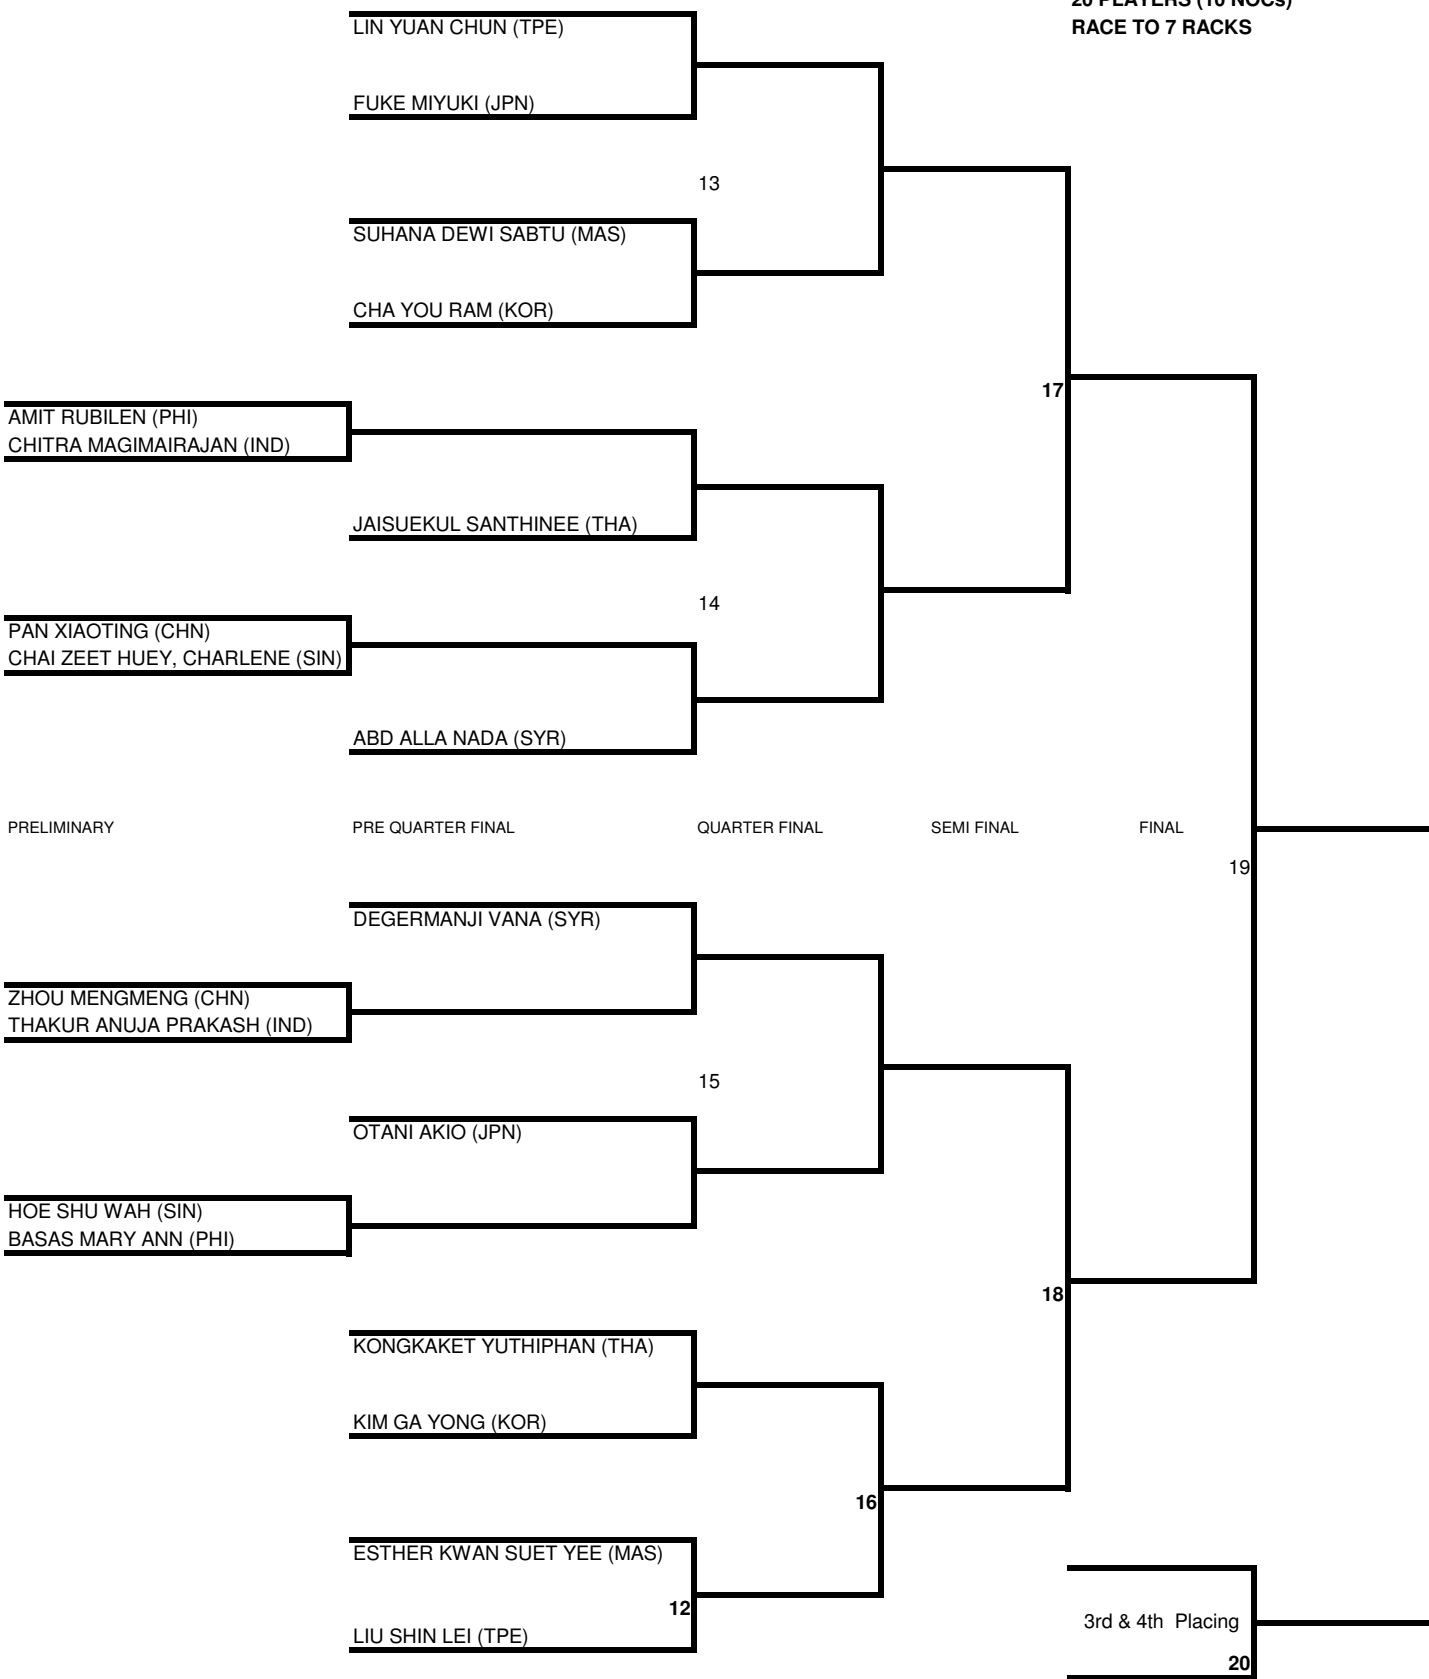 20 PLAYERS (10 NOCs)
LIN YUAN CHUN (TPE)
RACE TO 7 RACKS
FUKE MIYUKI (JPN)
13
SUHANA DEWI SABTU (MAS)
CHA YOU RAM (KOR)
17
AMIT RUBILEN (PHI)
CHITRA MAGIMAIRAJAN (IND)
JAISUEKUL SANTHINEE (THA)
14
PAN XIAOTING (CHN)
CHAI ZEET HUEY, CHARLENE (SIN)
ABD ALLA NADA (SYR)
PRELIMINARY
PRE QUARTER FINAL
QUARTER FINAL
SEMI FINAL
FINAL
19
DEGERMANJI VANA (SYR)
ZHOU MENGMENG (CHN)
THAKUR ANUJA PRAKASH (IND)
15
OTANI AKIO (JPN)
HOE SHU WAH (SIN)
BASAS MARY ANN (PHI)
18
KONGKAKET YUTHIPHAN (THA)
KIM GA YONG (KOR)
16
ESTHER KWAN SUET YEE (MAS)
12
3rd & 4th Placing
LIU SHIN LEI (TPE)
20